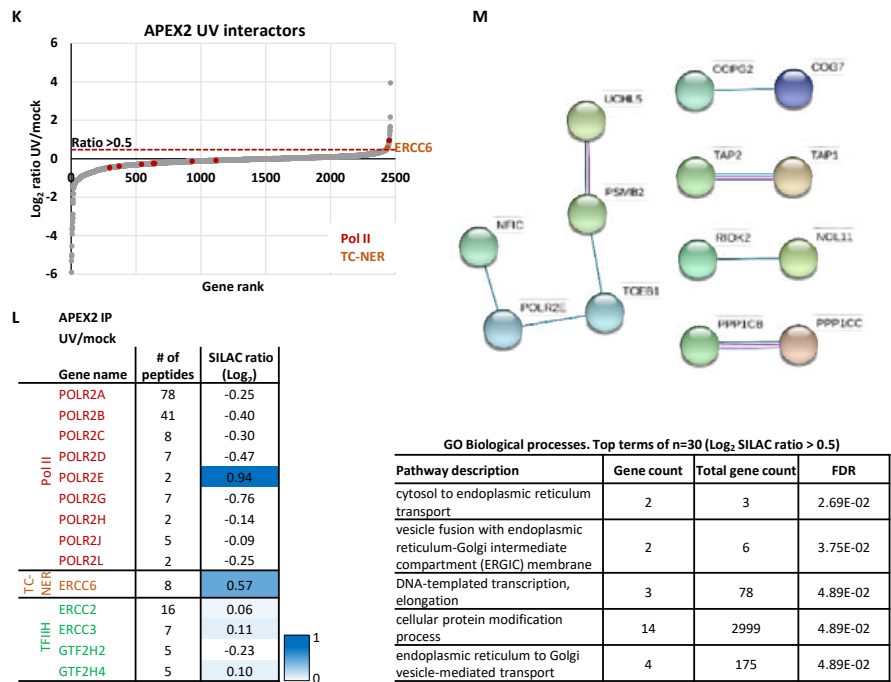 K
APEX2 UV interactors
Log2 ratio UV/mock
6
4
2
0
-2
-4
-6
Ratio >0.5
ERCC6
0 500 1000 1500 2000 2500
Pol II
TC-NER
Gene rank
L
APEX2 IP
UV/mock
Gene name # of peptides SILAC ratio (Log2)
Pol II
POLR2A 78 -0.25
POLR2B 41 -0.40
POLR2C 8 -0.30
POLR2D 7 -0.47
POLR2E 2 0.94
POLR2G 7 -0.76
POLR2H 2 -0.14
POLR2J 5 -0.09
POLR2L 2 -0.25
TC-NER
ERCC6 8 0.57
TFIIH
ERCC2 16 0.06
ERCC3 7 0.11
GTF2H2 5 -0.23
GTF2H4 5 0.10
1
0
M
UCHL5
PSMB2
NFIC
POLR2E
TCEB1
COPG2 COG7
TAP2 TAP1
RIOK2 NOL11
PPP1CB PPP1CC
GO Biological processes. Top terms of n=30 (Log2 SILAC ratio > 0.5)
Pathway description Gene count Total gene count FDR
cytosol to endoplasmic reticulum
transport 2 3 2.69E-02
vesicle fusion with endoplasmic
reticulum-Golgi intermediate 2 6 3.75E-02
compartment (ERGIC) membrane
DNA-templated transcription,
elongation 3 78 4.89E-02
cellular protein modification
process 14 2999 4.89E-02
endoplasmic reticulum to Golgi
vesicle-mediated transport 4 175 4.89E-02